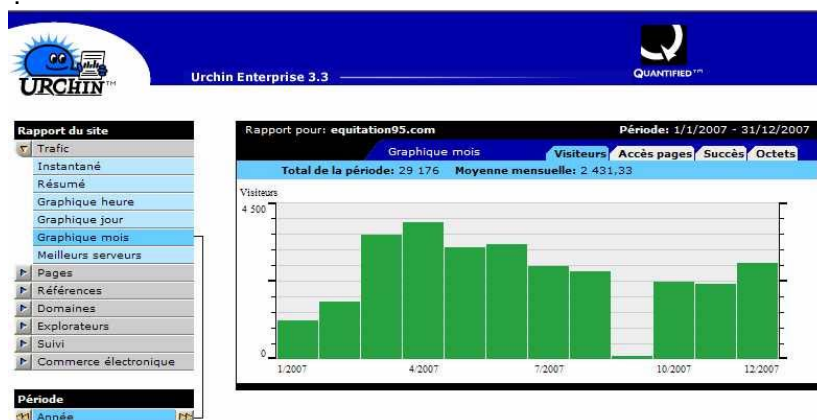 URCHIN™
Urchin Enterprise 3.3
QUANTIFIED™
Rapport du site
Trafic
Instantané
Résumé
Graphique heure
Graphique jour
Graphique mois
Meilleurs serveurs
Pages
Références
Domaines
Explorateurs
Suivi
Commerce électronique
Période
Année
Rapport pour: equitation95.com Période: 1/1/2007 - 31/12/2007
Graphique mois Visiteurs Accès pages Succès Octets
Total de la période: 29 176 Moyenne mensuelle: 2 431,33
Visiteurs
4 500
0
1/2007 4/2007 7/2007 10/2007 12/2007